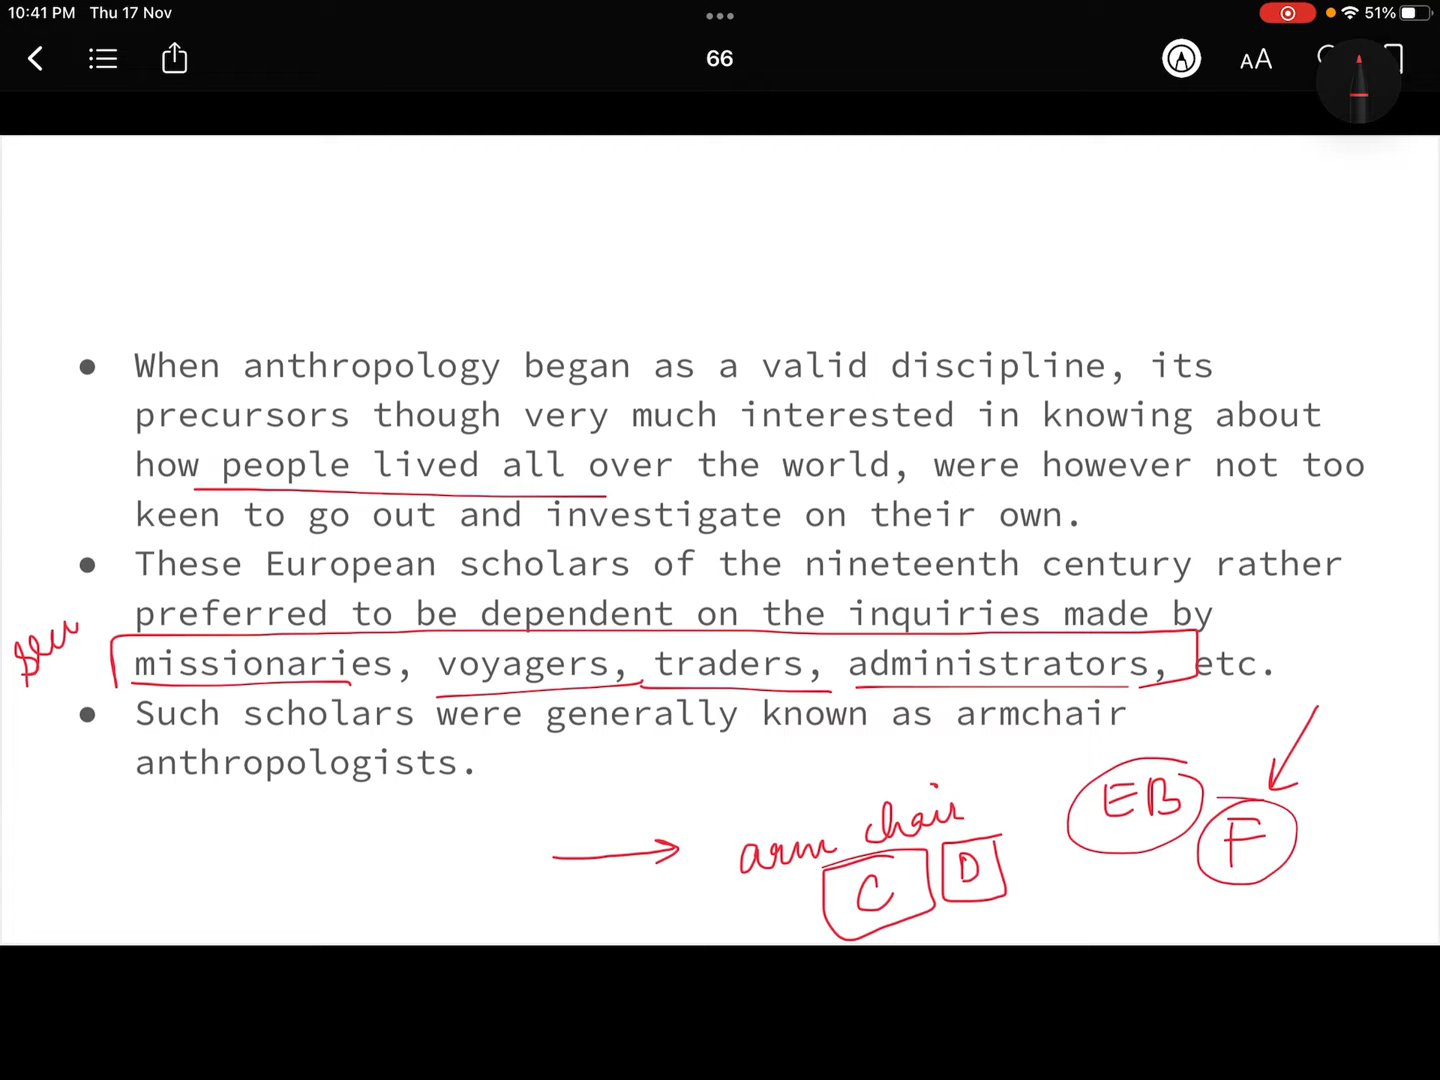 10:41 PM Thu 17 Nov
51%
66
AA
● When anthropology began as a valid discipline, its
precursors though very much interested in knowing about
how people lived all over the world, were however not too
keen to go out and investigate on their own.
● These European scholars of the nineteenth century rather
preferred to be dependent on the inquiries made by
missionaries, voyagers, traders, administrators, etc.
● Such scholars were generally known as armchair
anthropologists.
arm chair
EB
F
C D